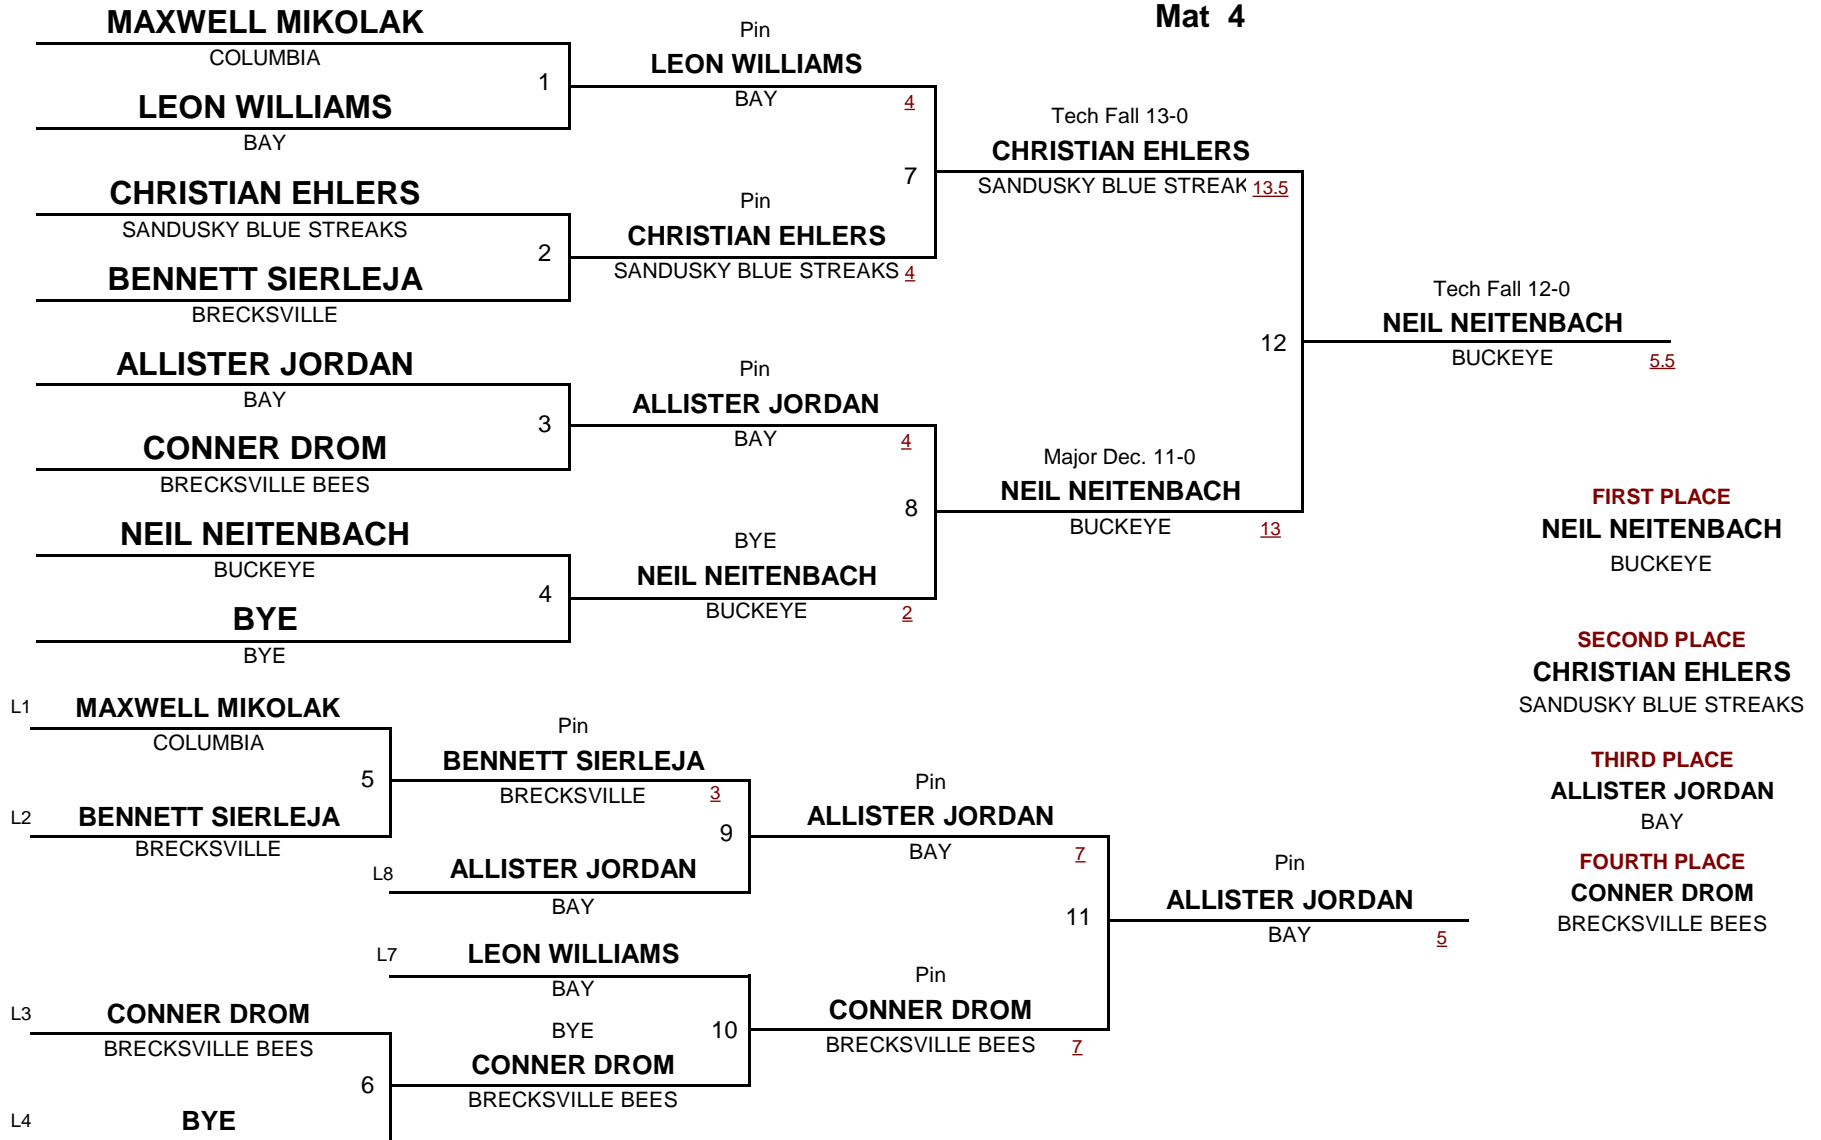 Mat 4
MAXWELL MIKOLAK
COLUMBIA
1
LEON WILLIAMS
BAY
CHRISTIAN EHLERS
SANDUSKY BLUE STREAKS
2
BENNETT SIERLEJA
BRECKSVILLE
ALLISTER JORDAN
BAY
3
CONNER DROM
BRECKSVILLE BEES
NEIL NEITENBACH
BUCKEYE
4
BYE
BYE
Pin
LEON WILLIAMS
BAY 4
7
Pin
CHRISTIAN EHLERS
SANDUSKY BLUE STREAKS 4
Pin
ALLISTER JORDAN
BAY 4
8
BYE
NEIL NEITENBACH
BUCKEYE 2
Tech Fall 13-0
CHRISTIAN EHLERS
SANDUSKY BLUE STREAK 13.5
12
Major Dec. 11-0
NEIL NEITENBACH
BUCKEYE 13
Tech Fall 12-0
NEIL NEITENBACH
BUCKEYE 5.5
FIRST PLACE
NEIL NEITENBACH
BUCKEYE
SECOND PLACE
CHRISTIAN EHLERS
SANDUSKY BLUE STREAKS
THIRD PLACE
ALLISTER JORDAN
BAY
FOURTH PLACE
CONNER DROM
BRECKSVILLE BEES
L1 MAXWELL MIKOLAK
COLUMBIA
5
L2 BENNETT SIERLEJA
BRECKSVILLE
Pin
BENNETT SIERLEJA
BRECKSVILLE 3
9
L8 ALLISTER JORDAN
BAY
L7 LEON WILLIAMS
BAY
L3 CONNER DROM
BRECKSVILLE BEES
6
L4 BYE
BYE
10
CONNER DROM
BRECKSVILLE BEES
Pin
ALLISTER JORDAN
BAY 7
11
Pin
CONNER DROM
BRECKSVILLE BEES 7
Pin
ALLISTER JORDAN
BAY 5